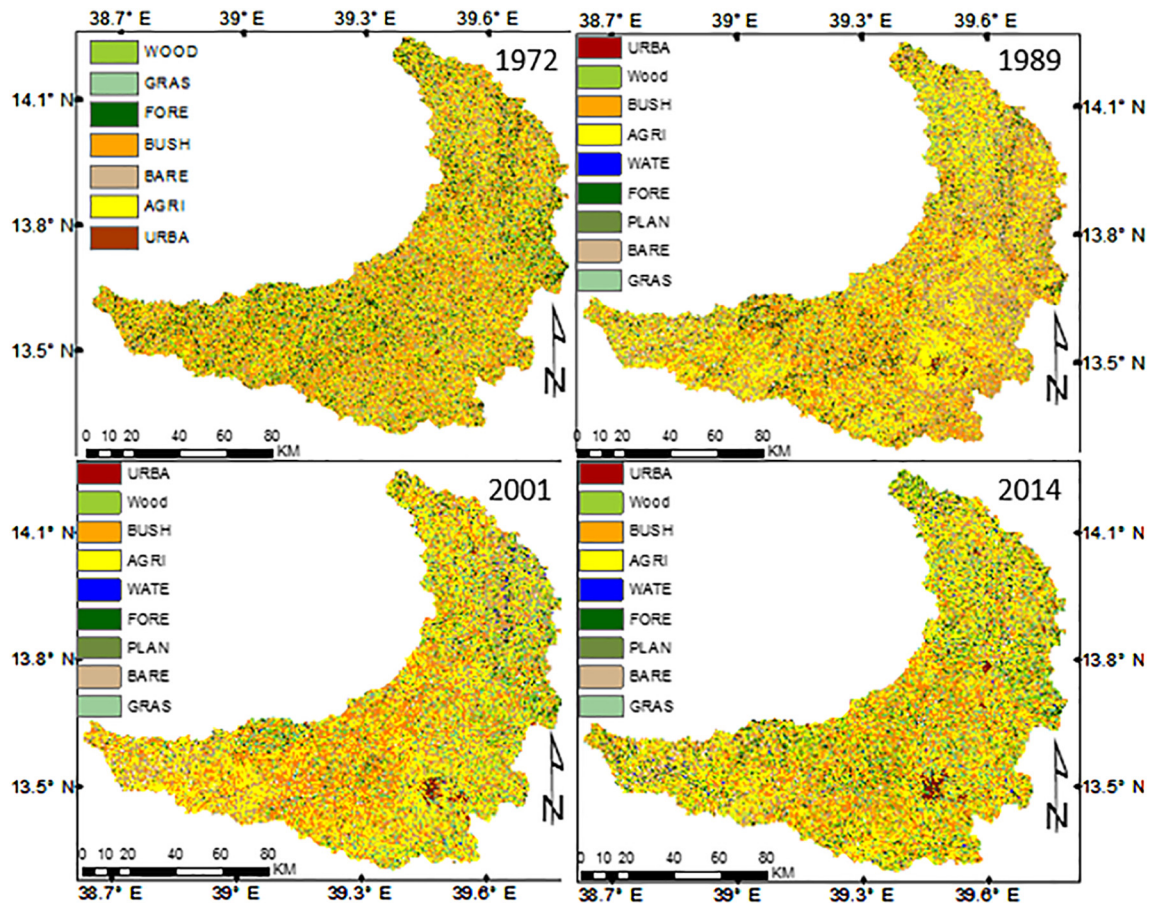 38.7° E 39° E 39.3° E 39.6° E 38.7° E 39° E 39.3° E 39.6° E
1972
WOOD
GRAS
FORE
BUSH
BARE
AGRI
URBA
14.1° N
13.8° N
13.5° N
N
0 10 20 40 60 80 KM
1989
URBA
Wood
BUSH
AGRI
WATE
FORE
PLAN
BARE
GRAS
14.1° N
13.8° N
13.5° N
N
0 10 20 40 60 80 KM
2001
URBA
Wood
BUSH
AGRI
WATE
FORE
PLAN
BARE
GRAS
14.1° N
13.8° N
13.5° N
N
0 10 20 40 60 80 KM
2014
URBA
Wood
BUSH
AGRI
WATE
FORE
PLAN
BARE
GRAS
14.1° N
13.8° N
13.5° N
N
0 10 20 40 60 80 KM
38.7° E 39° E 39.3° E 39.6° E 38.7° E 39° E 39.3° E 39.6° E